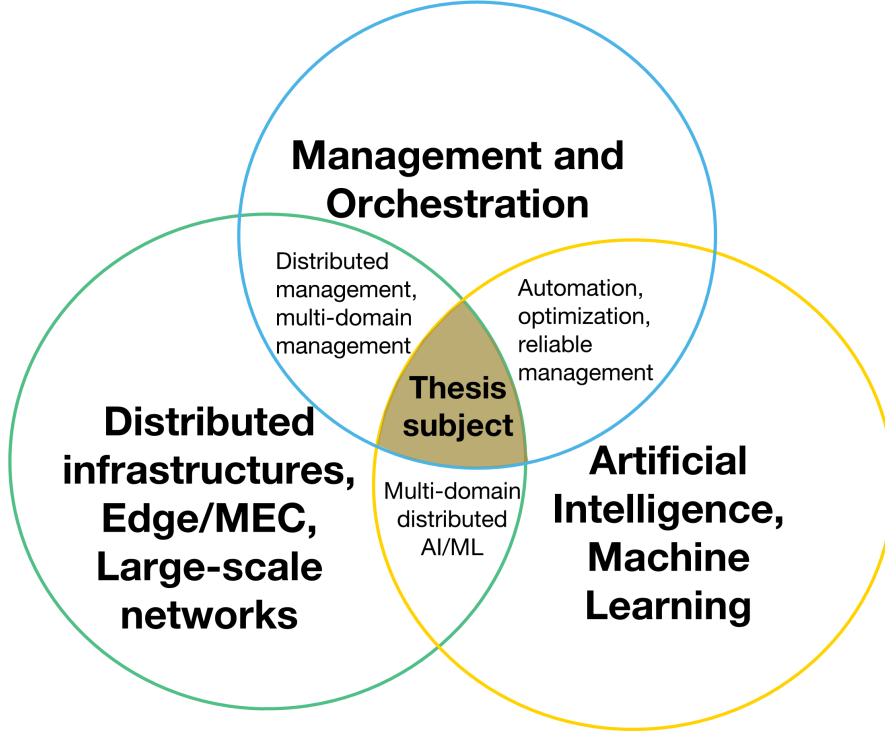 Management and
Orchestration
Distributed
management,
multi-domain
management
Automation,
optimization,
reliable
management
Thesis
subject
Distributed
infrastructures,
Edge/MEC,
Large-scale
networks
Multi-domain
distributed
AI/ML
Artificial
Intelligence,
Machine
Learning